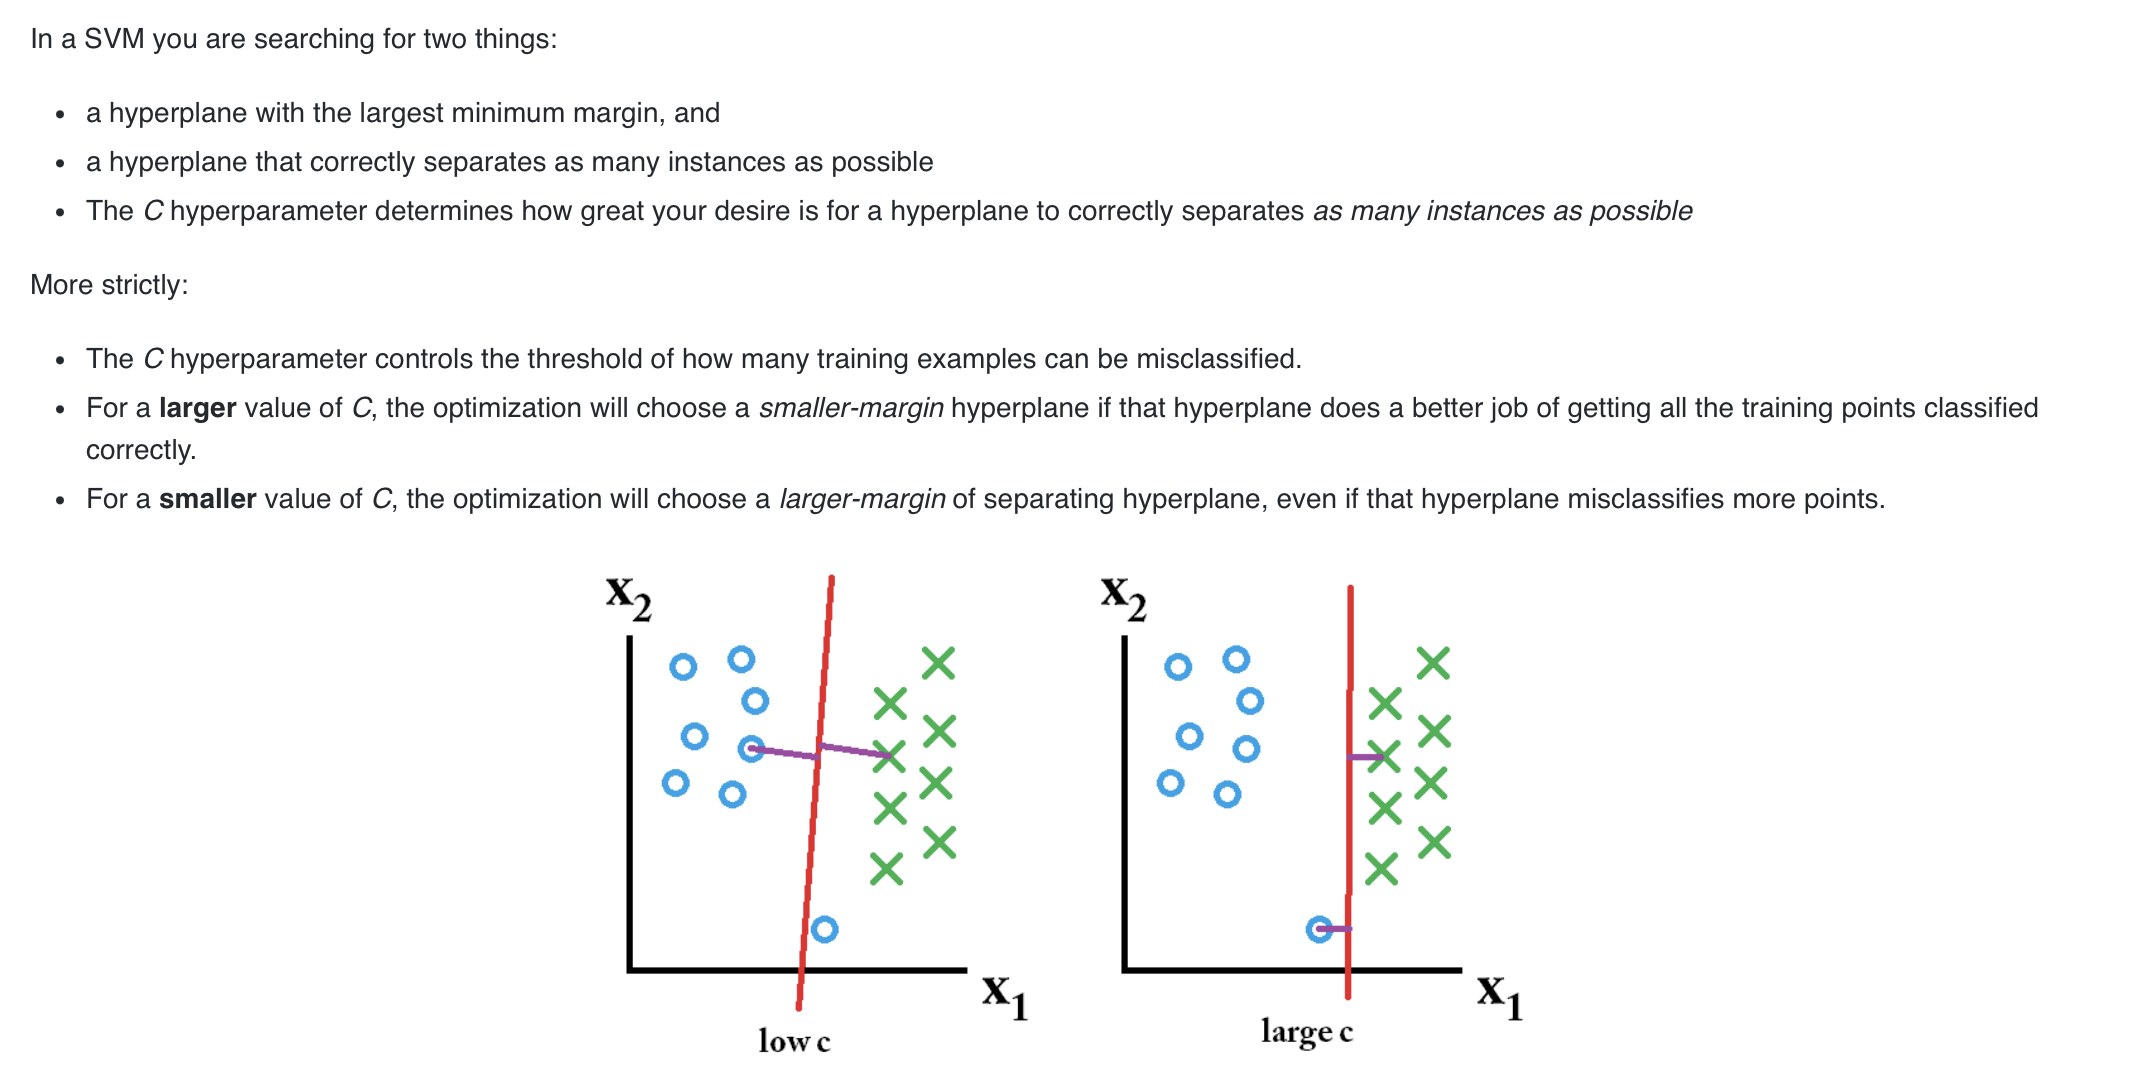 In a SVM you are searching for two things:
• a hyperplane with the largest minimum margin, and
• a hyperplane that correctly separates as many instances as possible
• The C hyperparameter determines how great your desire is for a hyperplane to correctly separates as many instances as possible
More strictly:
• The C hyperparameter controls the threshold of how many training examples can be misclassified.
• For a larger value of C, the optimization will choose a smaller-margin hyperplane if that hyperplane does a better job of getting all the training points classified
correctly.
• For a smaller value of C, the optimization will choose a larger-margin of separating hyperplane, even if that hyperplane misclassifies more points.
x2
x1
low c
x2
x1
large c